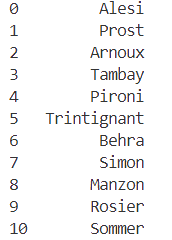 0 Alesi
1 Prost
2 Arnoux
3 Tambay
4 Pironi
5 Trintignant
6 Behra
7 Simon
8 Manzon
9 Rosier
10 Sommer